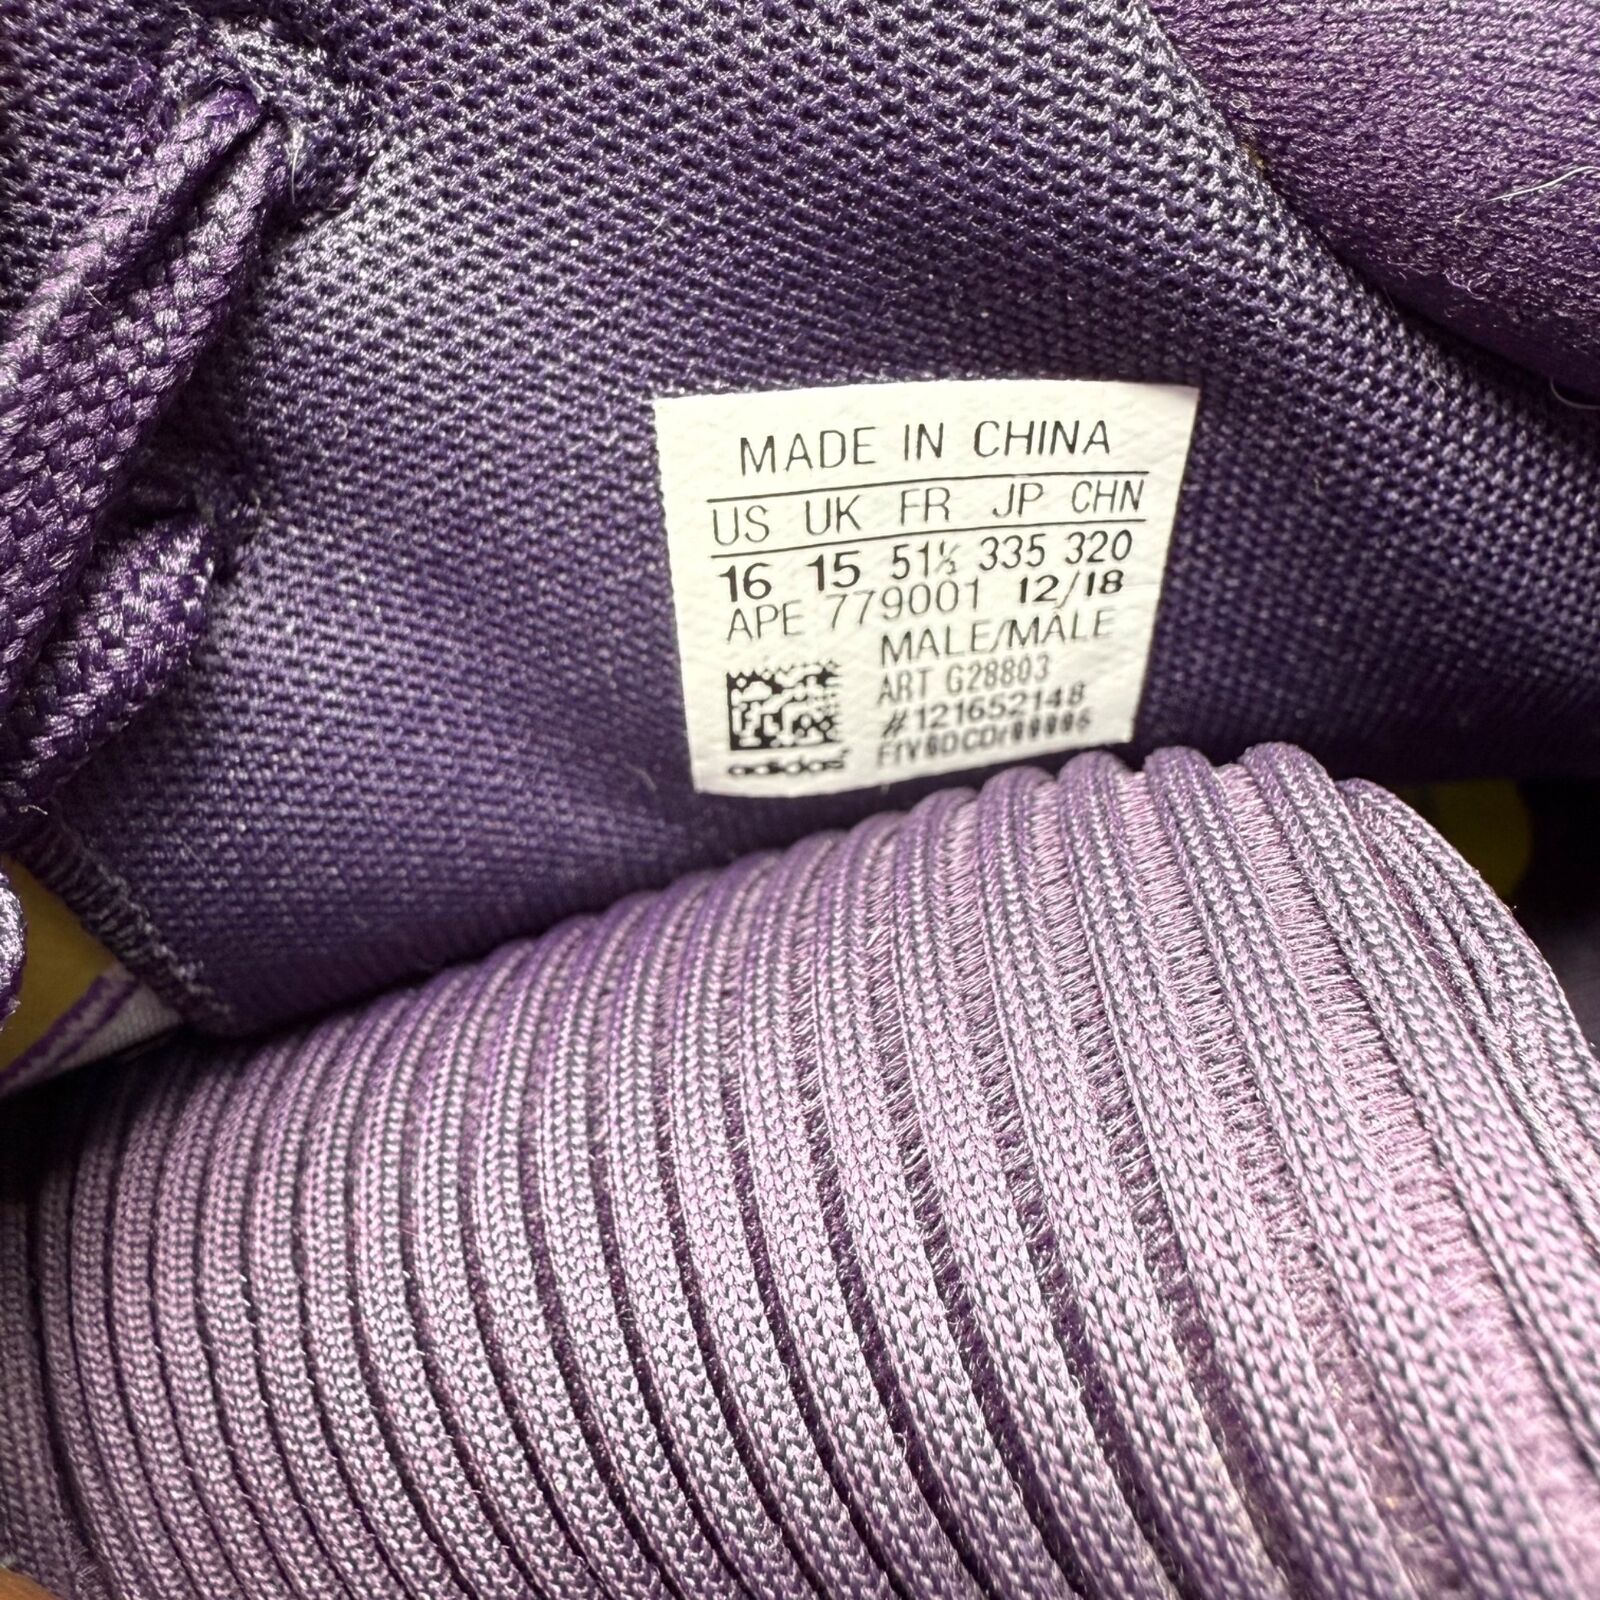 MADE IN CHINA
US UK FR JP CHN
16 15 51⅓ 335 320
APE 779001 12/18
MALE/MÂLE
ART G28803
#121652148
adidas